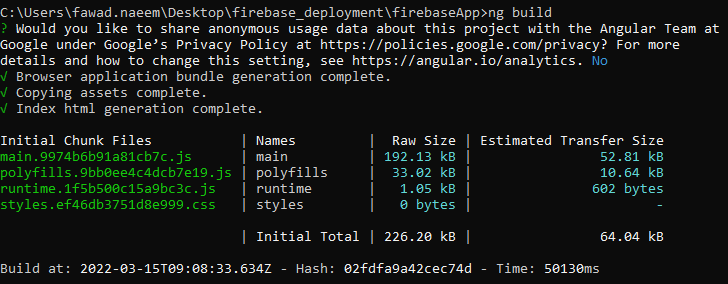 C:\Users\fawad.naeem\Desktop\firebase_deployment\firebaseApp>ng build
? Would you like to share anonymous usage data about this project with the Angular Team at
Google under Google’s Privacy Policy at https://policies.google.com/privacy? For more
details and how to change this setting, see https://angular.io/analytics. No
√ Browser application bundle generation complete.
√ Copying assets complete.
√ Index html generation complete.
Initial Chunk Files | Names | Raw Size | Estimated Transfer Size
main.9974b6b91a81cb7c.js | main | 192.13 kB | 52.81 kB
polyfills.9bb0ee4c4dcb7e19.js | polyfills | 33.02 kB | 10.64 kB
runtime.1f5b500c15a9bc3c.js | runtime | 1.05 kB | 602 bytes
styles.ef46db3751d8e999.css | styles | 0 bytes | -
| Initial Total | 226.20 kB | 64.04 kB
Build at: 2022-03-15T09:08:33.634Z - Hash: 02fdfa9a42cec74d - Time: 50130ms